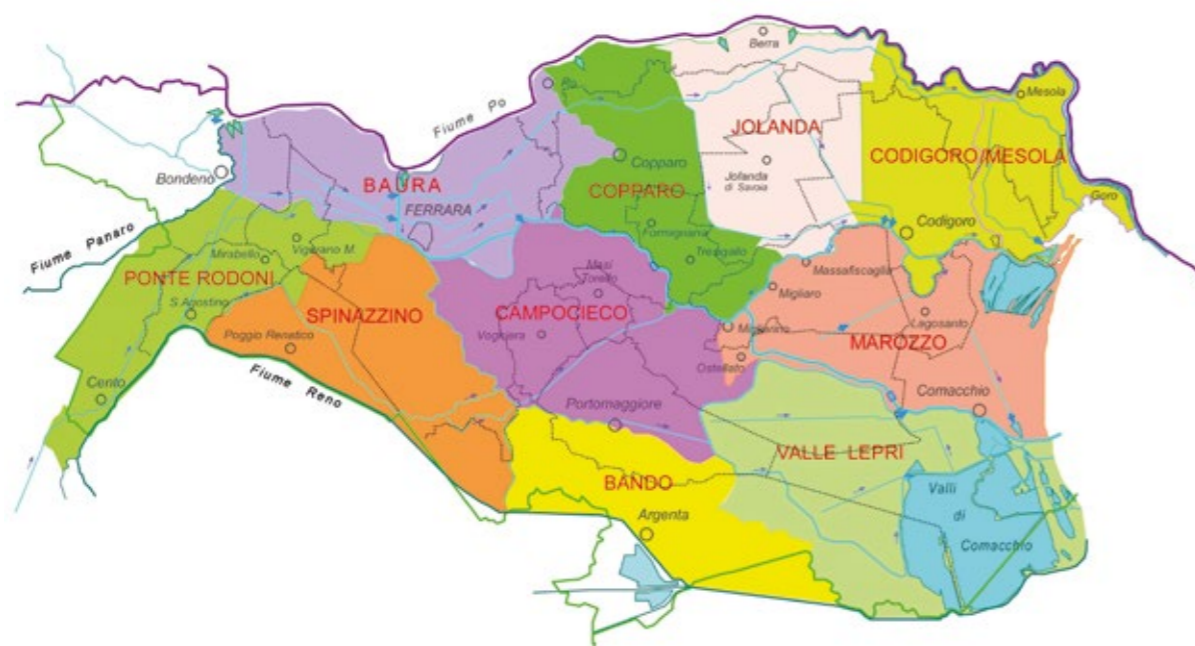 Berra
Mesola
Fiume Po
Ro
JOLANDA
Copparo
CODIGORO/MESOLA
Jolanda
di Savoia
Bondeno
BAURA
COPPARO
Goro
FERRARA
Formignana
Codigoro
Fiume Panaro
Vigarano M.
Mirabello
Tresigallo
PONTE RODONI
Masi
Torello
Massafiscaglia
Migliaro
S.Agostino
SPINAZZINO
CAMPOCIECO
Lagosanto
Poggio Renatico
Voghiera
Migliarino
MAROZZO
Ostellato
Fiume Reno
Cento
Comacchio
Portomaggiore
VALLE LEPRI
BANDO
Valli
di
Comacchio
Argenta